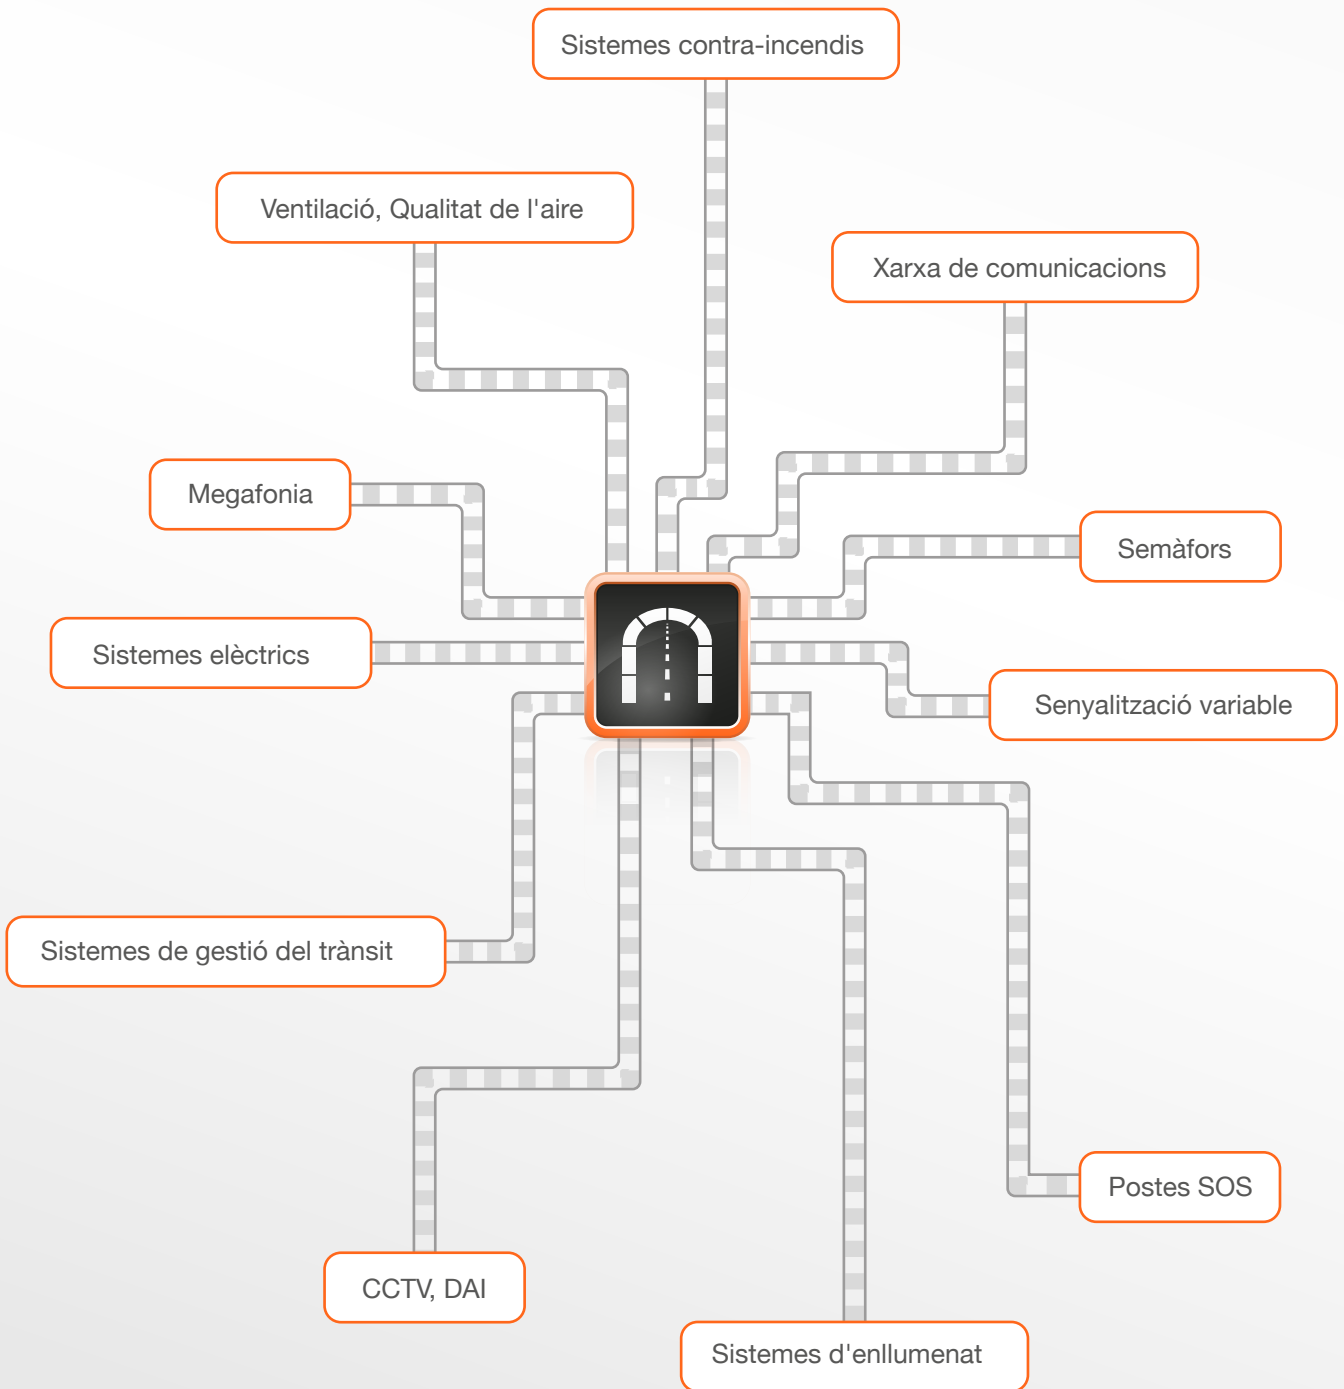 Sistemes contra-incendis
Ventilació, Qualitat de l'aire
Xarxa de comunicacions
Megafonia
Semàfors
Sistemes elèctrics
Senyalització variable
Sistemes de gestió del trànsit
Postes SOS
CCTV, DAI
Sistemes d'enllumenat